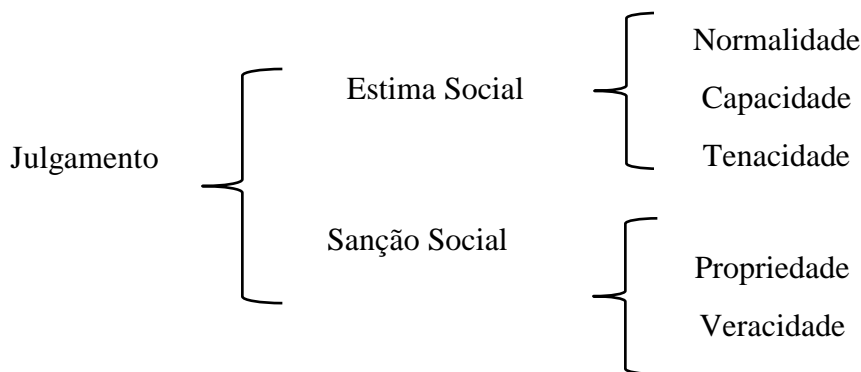 Julgamento
Estima Social
Normalidade
Capacidade
Tenacidade
Sanção Social
Propriedade
Veracidade